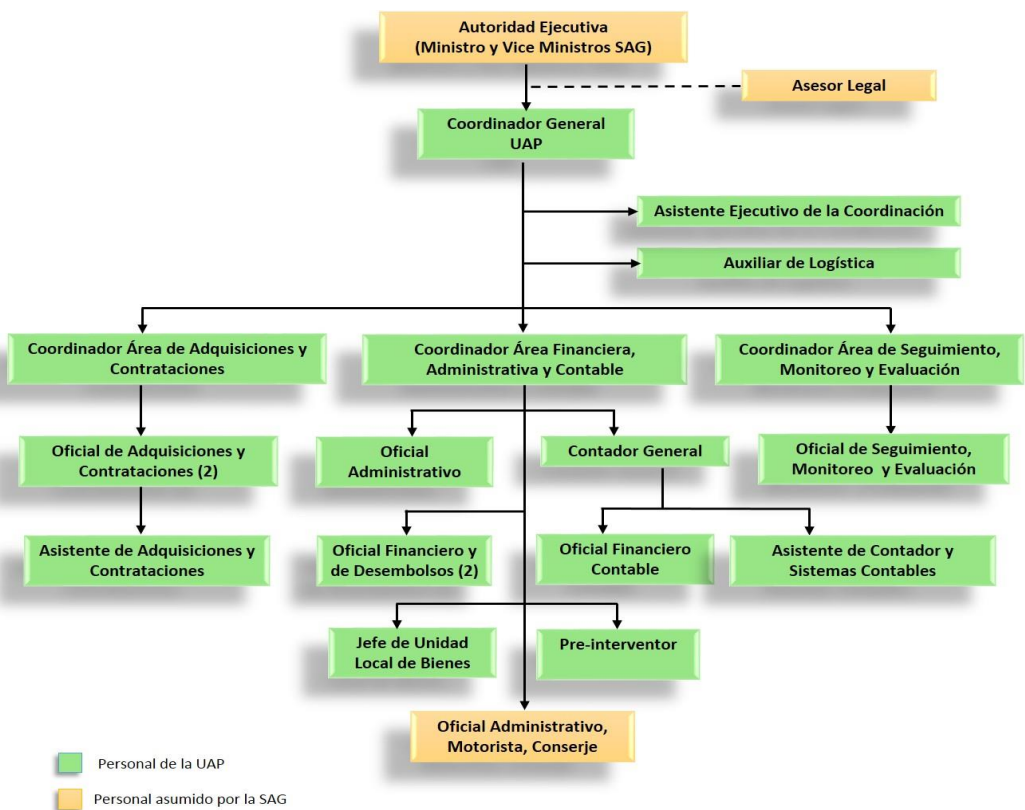 Autoridad Ejecutiva
(Ministro y Vice Ministros SAG)
Asesor Legal
Coordinador General
UAP
Asistente Ejecutivo de la Coordinación
Auxiliar de Logística
Coordinador Área de Adquisiciones y
Contrataciones
Coordinador Área Financiera,
Administrativa y Contable
Coordinador Área de Seguimiento,
Monitoreo y Evaluación
Oficial de Adquisiciones y
Contrataciones (2)
Oficial
Administrativo
Contador General
Oficial de Seguimiento,
Monitoreo y Evaluación
Asistente de Adquisiciones y
Contrataciones
Oficial Financiero y
de Desembolsos (2)
Oficial Financiero
Contable
Asistente de Contador y
Sistemas Contables
Jefe de Unidad
Local de Bienes
Pre-interventor
Oficial Administrativo,
Motorista, Conserje
Personal de la UAP
Personal asumido por la SAG